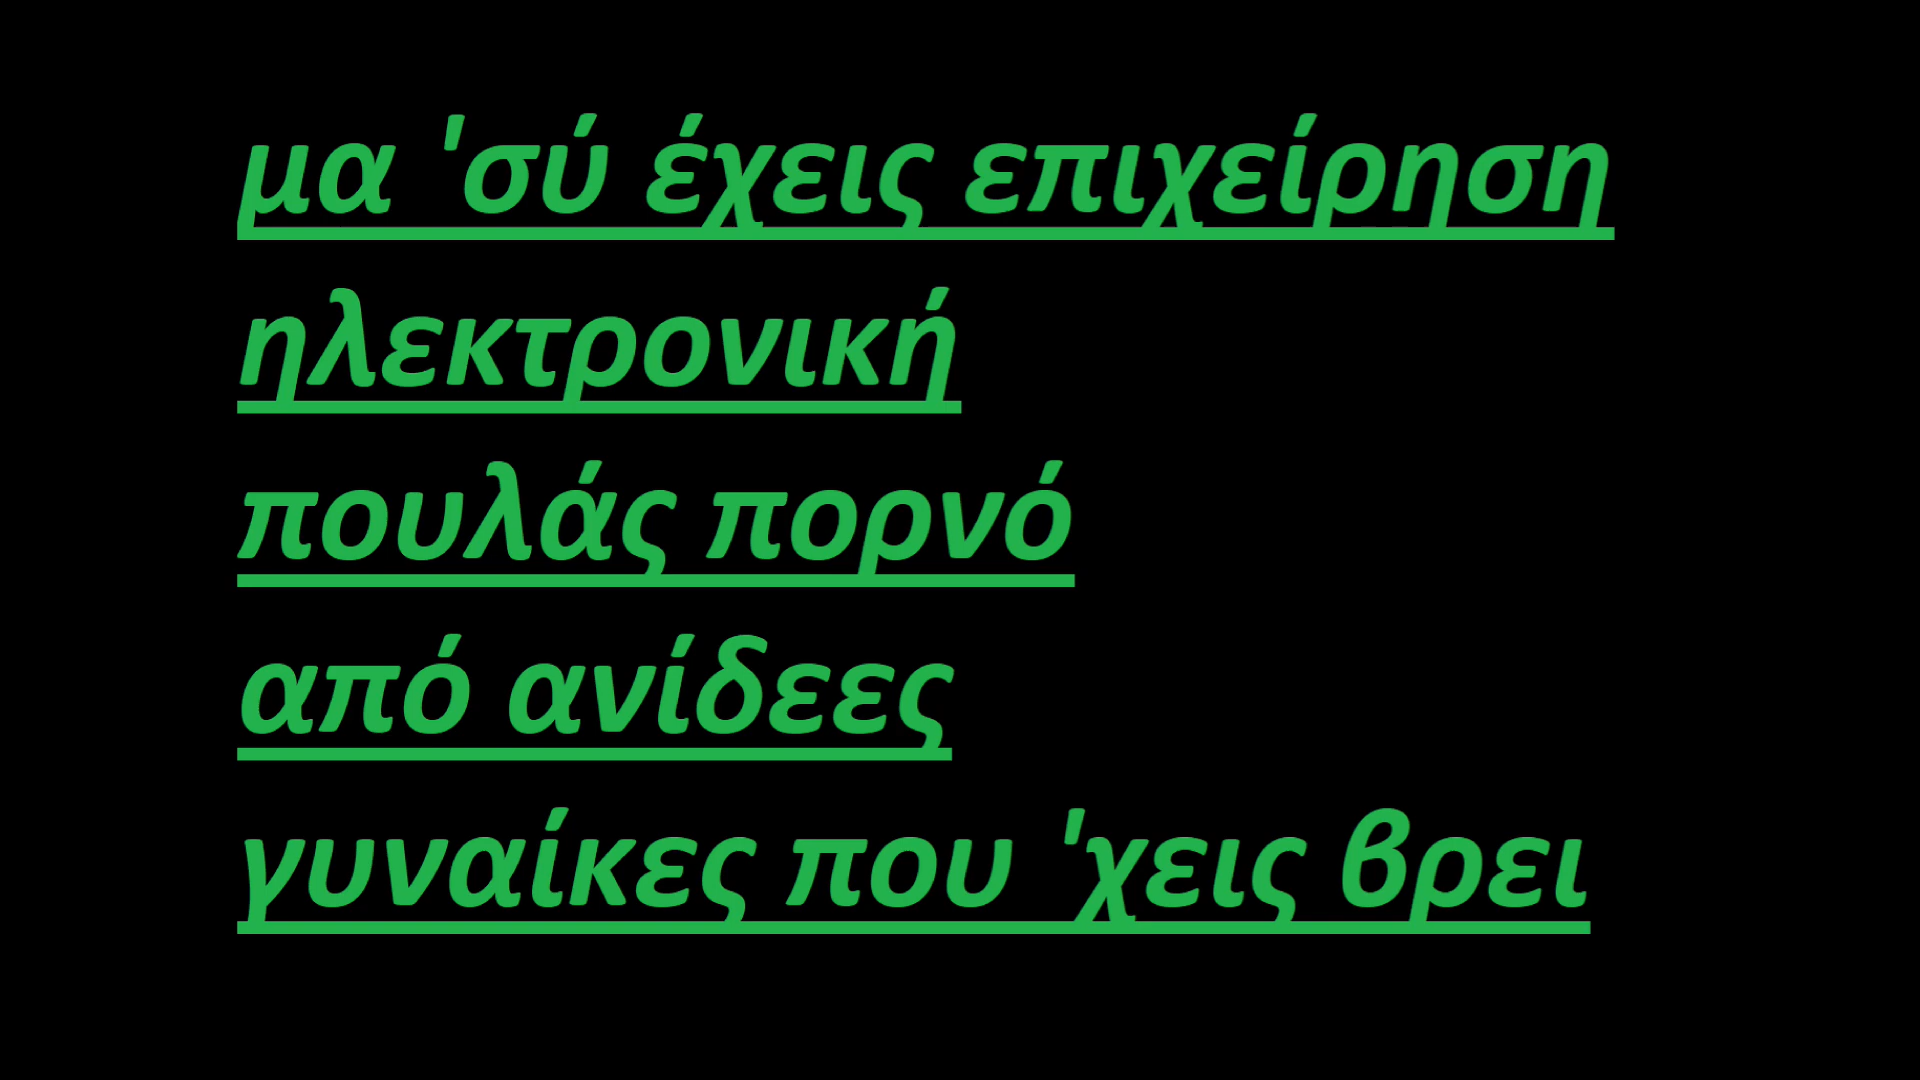 μα 'σύ έχεις επιχείρηση
ηλεκτρονική
πουλάς πορνό
από ανίδεες
γυναίκες που 'χεις βρει